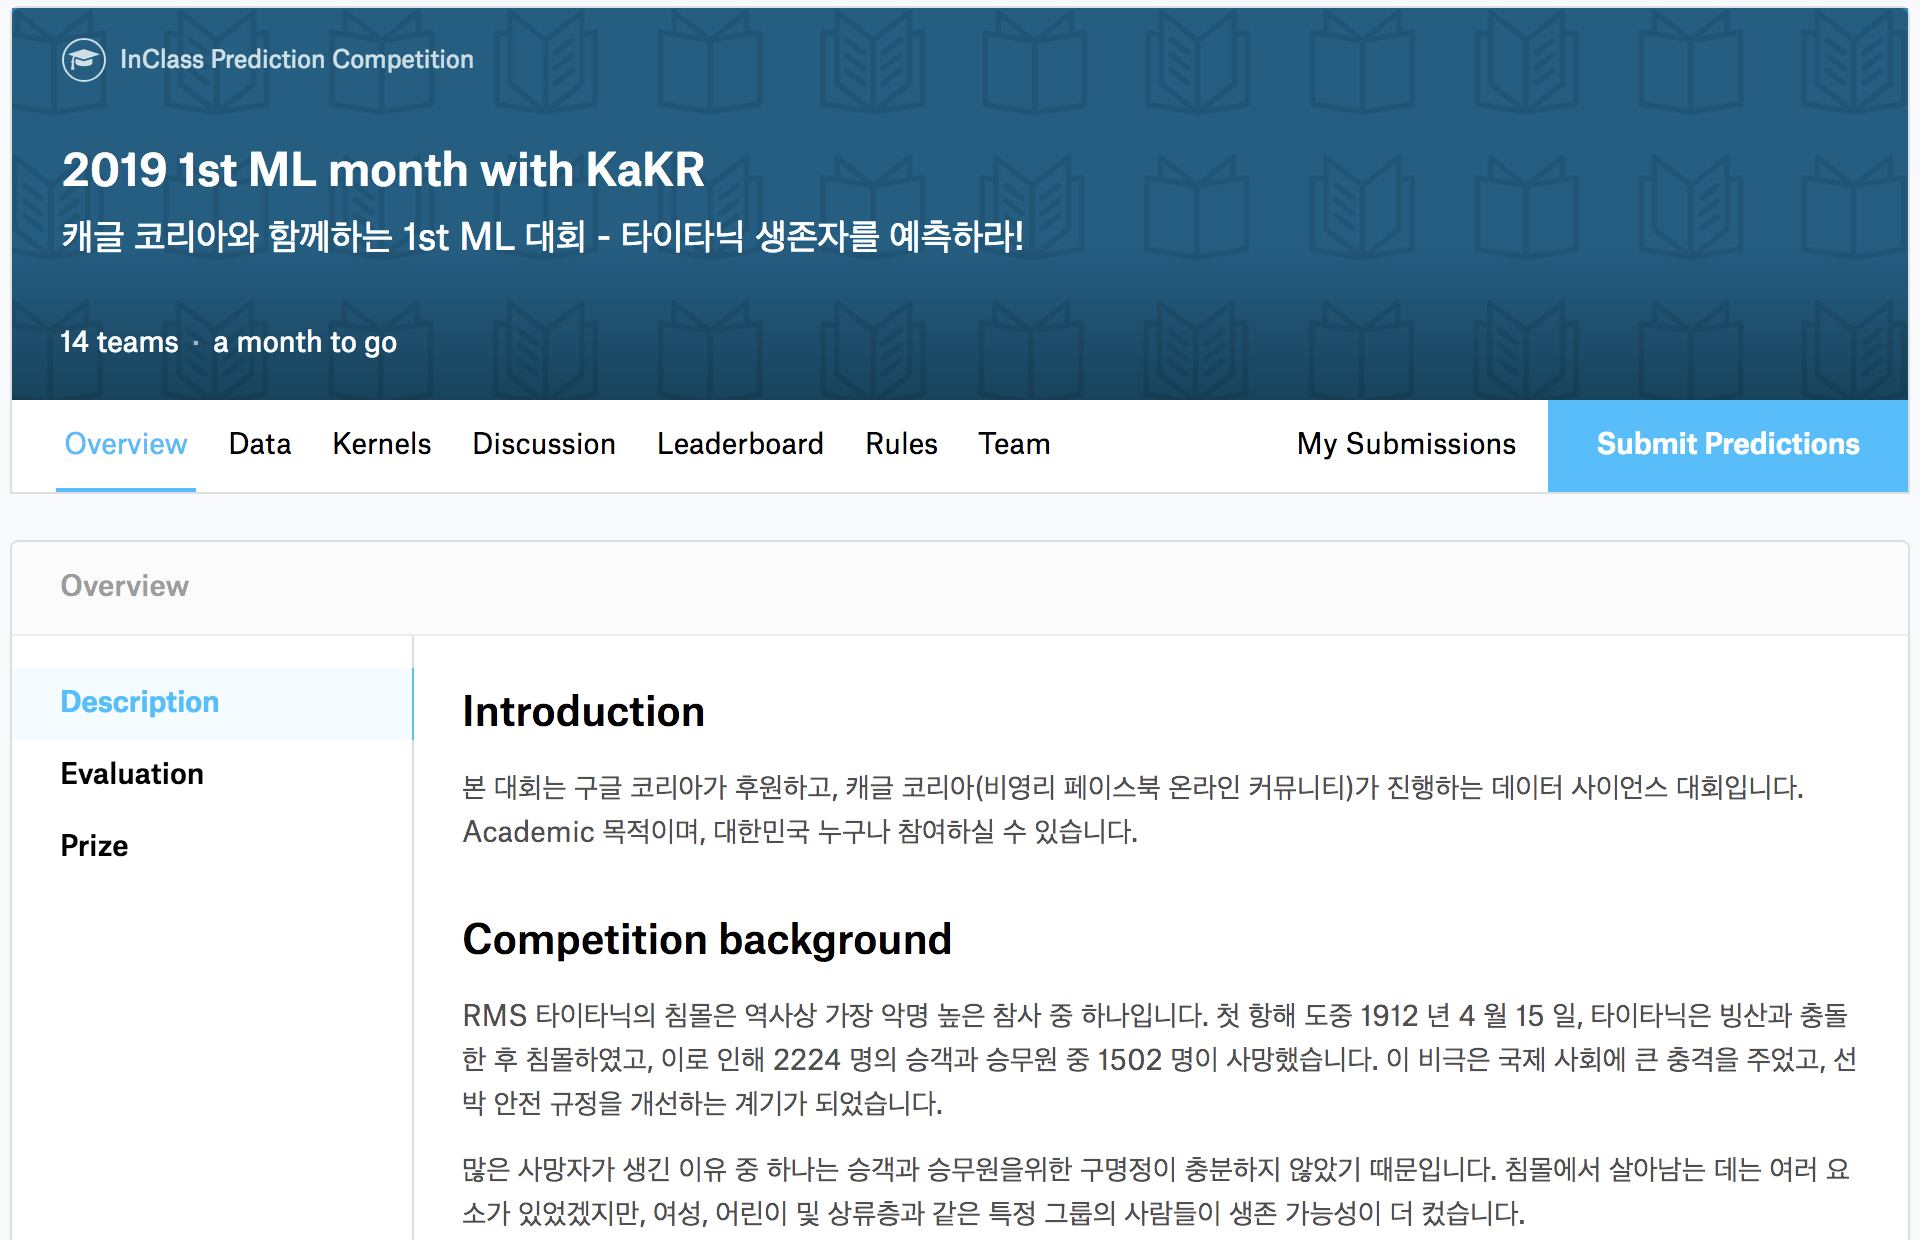 InClass Prediction Competition
2019 1st ML month with KaKR
캐글 코리아와 함께하는 1st ML 대회 - 타이타닉 생존자를 예측하라!
14 teams · a month to go
Overview Data Kernels Discussion Leaderboard Rules Team My Submissions Submit Predictions
Overview
Description
Evaluation
Prize
Introduction
본 대회는 구글 코리아가 후원하고, 캐글 코리아(비영리 페이스북 온라인 커뮤니티)가 진행하는 데이터 사이언스 대회입니다.
Academic 목적이며, 대한민국 누구나 참여하실 수 있습니다.
Competition background
RMS 타이타닉의 침몰은 역사상 가장 악명 높은 참사 중 하나입니다. 첫 항해 도중 1912 년 4 월 15 일, 타이타닉은 빙산과 충돌
한 후 침몰하였고, 이로 인해 2224 명의 승객과 승무원 중 1502 명이 사망했습니다. 이 비극은 국제 사회에 큰 충격을 주었고, 선
박 안전 규정을 개선하는 계기가 되었습니다.
많은 사망자가 생긴 이유 중 하나는 승객과 승무원을위한 구명정이 충분하지 않았기 때문입니다. 침몰에서 살아남는 데는 여러 요
소가 있었겠지만, 여성, 어린이 및 상류층과 같은 특정 그룹의 사람들이 생존 가능성이 더 컸습니다.